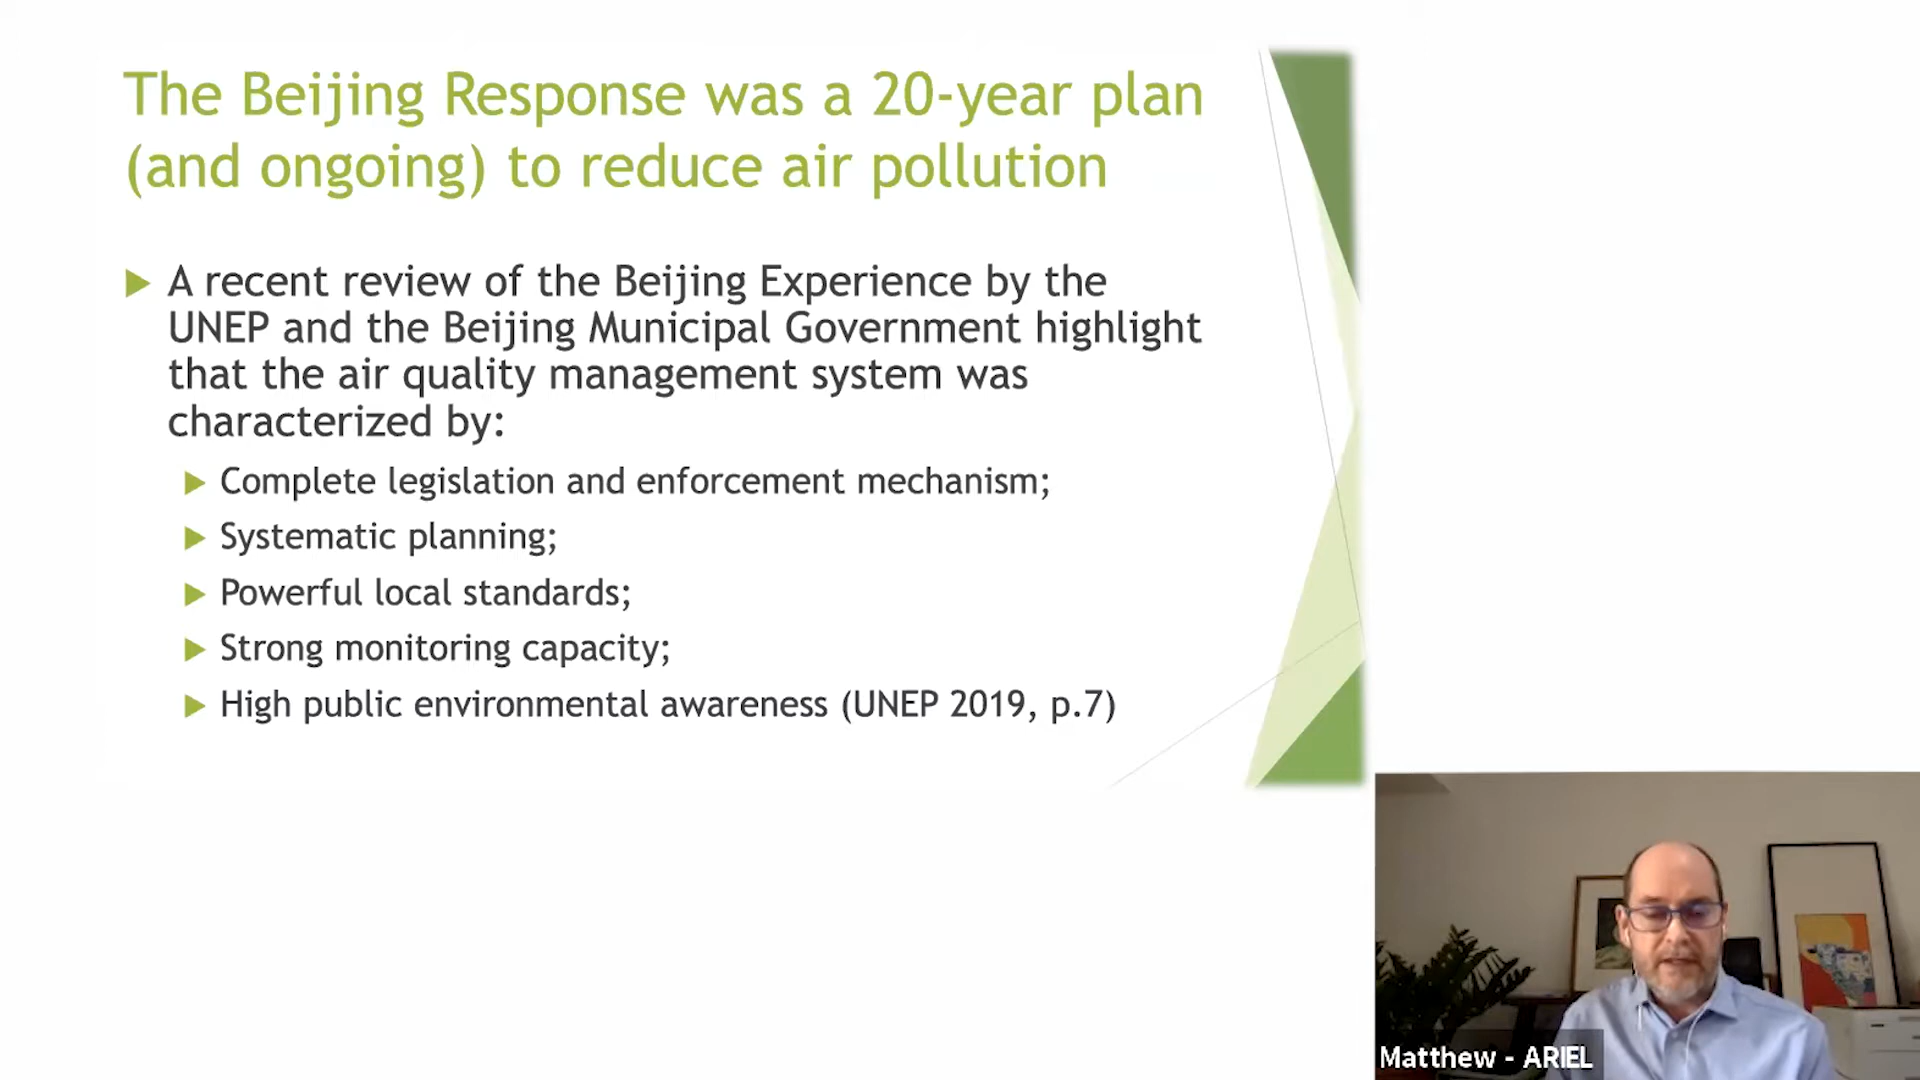 The Beijing Response was a 20-year plan
(and ongoing) to reduce air pollution
A recent review of the Beijing Experience by the
UNEP and the Beijing Municipal Government highlight
that the air quality management system was
characterized by:
Complete legislation and enforcement mechanism;
Systematic planning;
Powerful local standards;
Strong monitoring capacity;
High public environmental awareness (UNEP 2019, p.7)
Matthew - ARIEL